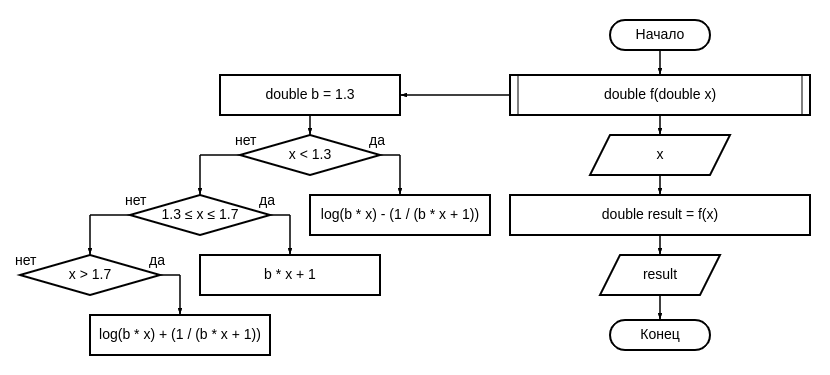 Начало
double b = 1.3
double f(double x)
нет
да
x < 1.3
x
нет
да
1.3 ≤ x ≤ 1.7
log(b * x) - (1 / (b * x + 1))
double result = f(x)
нет
да
x > 1.7
b * x + 1
result
log(b * x) + (1 / (b * x + 1))
Конец